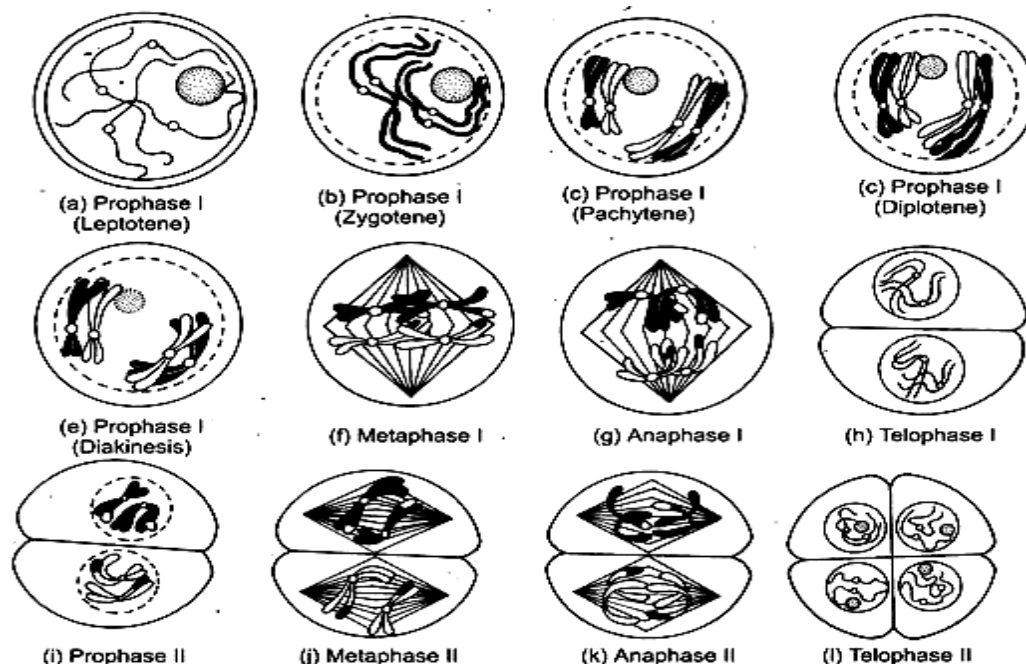 (a) Prophase I
(Leptotene)
(b) Prophase i
(Zygotene)
(c) Prophase I
(Pachytene)
(c) Prophase I
(Diplotene)
(e) Prophase I
(Diakinesis)
(f) Metaphase I
(g) Anaphase I
(h) Telophase I
(i) Prophase II
(j) Metaphase II
(k) Anaphase II
(l) Telophase II